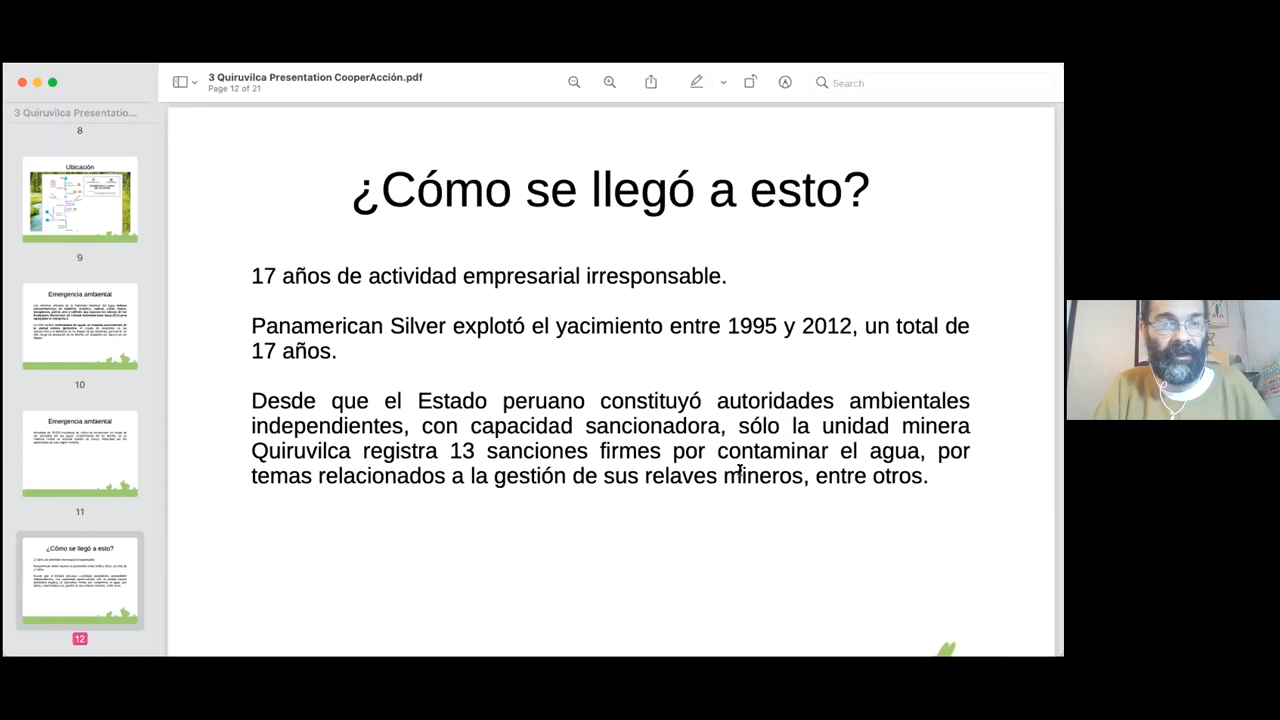 3 Quiruvilca Presentation CooperAcción.pdf
Page 12 of 21
Search
3 Quiruvilca Presentatio...
8
Ubicación
9
Emergencia ambiental
10
Emergencia ambiental
11
¿Cómo se llegó a esto?
12
¿Cómo se llegó a esto?
17 años de actividad empresarial irresponsable.
Panamerican Silver explotó el yacimiento entre 1995 y 2012, un total de
17 años.
Desde que el Estado peruano constituyó autoridades ambientales
independientes, con capacidad sancionadora, sólo la unidad minera
Quiruvilca registra 13 sanciones firmes por contaminar el agua, por
temas relacionados a la gestión de sus relaves mineros, entre otros.